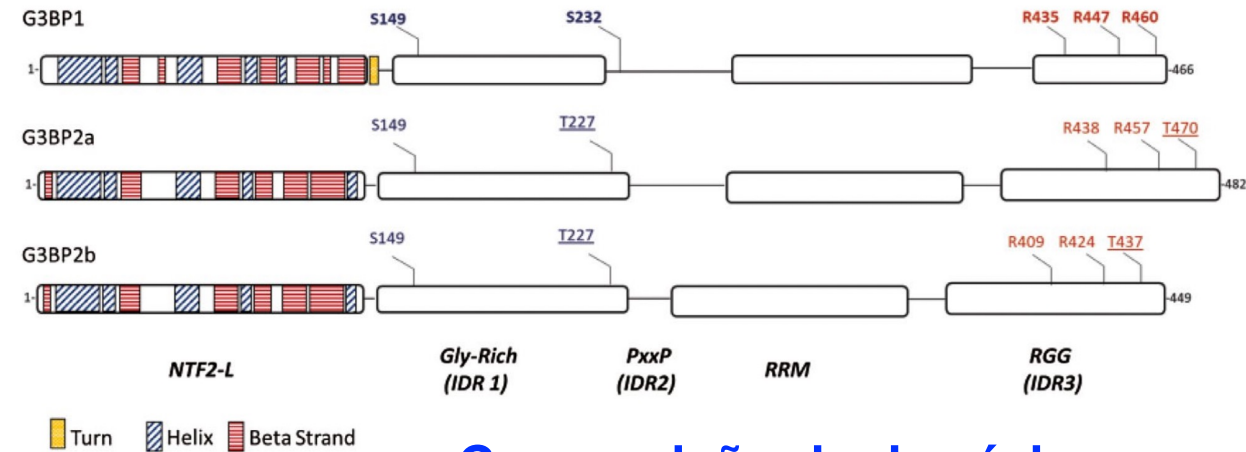 G3BP1
S149
S232
R435 R447 R460
1-
-466
G3BP2a
S149
T227
R438 R457 T470
1-
-482
G3BP2b
S149
T227
R409 R424 T437
1-
-449
NTF2-L
Gly-Rich
(IDR 1)
PxxP
(IDR2)
RRM
RGG
(IDR3)
Turn Helix Beta Strand